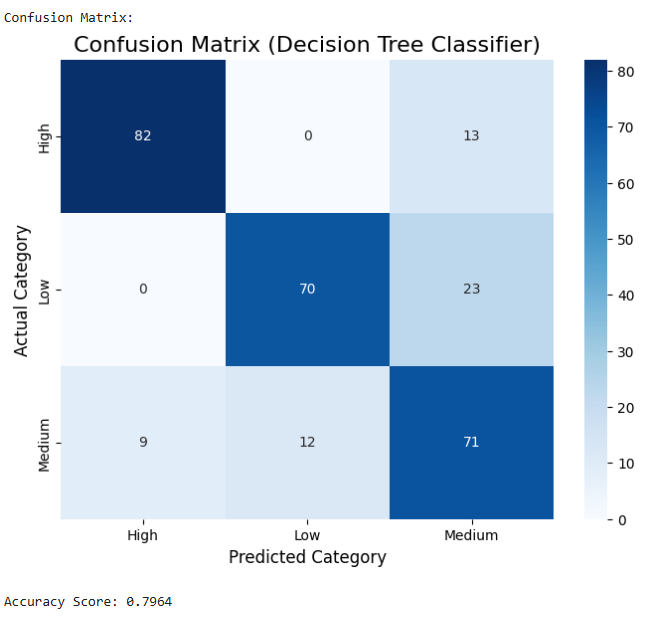 Confusion Matrix:
Confusion Matrix (Decision Tree Classifier)
High
82
0
13
Low
0
70
23
Medium
9
12
71
Actual Category
High
Low
Medium
Predicted Category
80
70
60
50
40
30
20
10
0
Accuracy Score: 0.7964